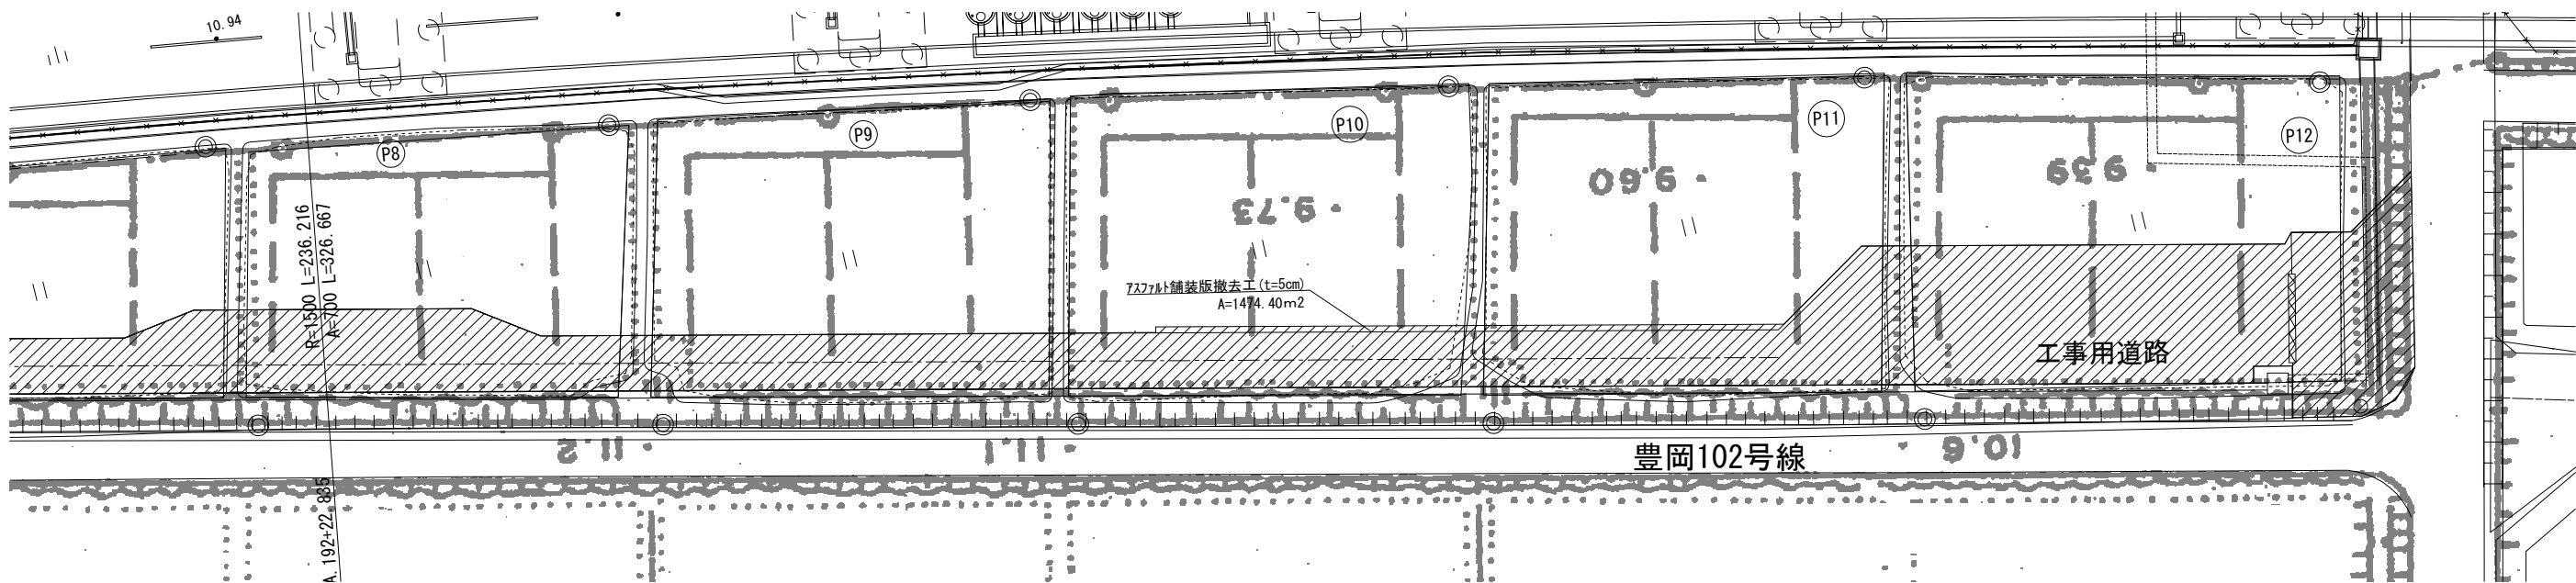 10.94
P8
P9
P10
P11
P12
R=1500 L=236.216
A=700 L=326.667
9.73
9.60
9.39
アスファルト舗装版撤去工(t=5cm)
A=1474.40m2
工事用道路
豊岡102号線
11.2
11.1
10.6
A.192+22.835